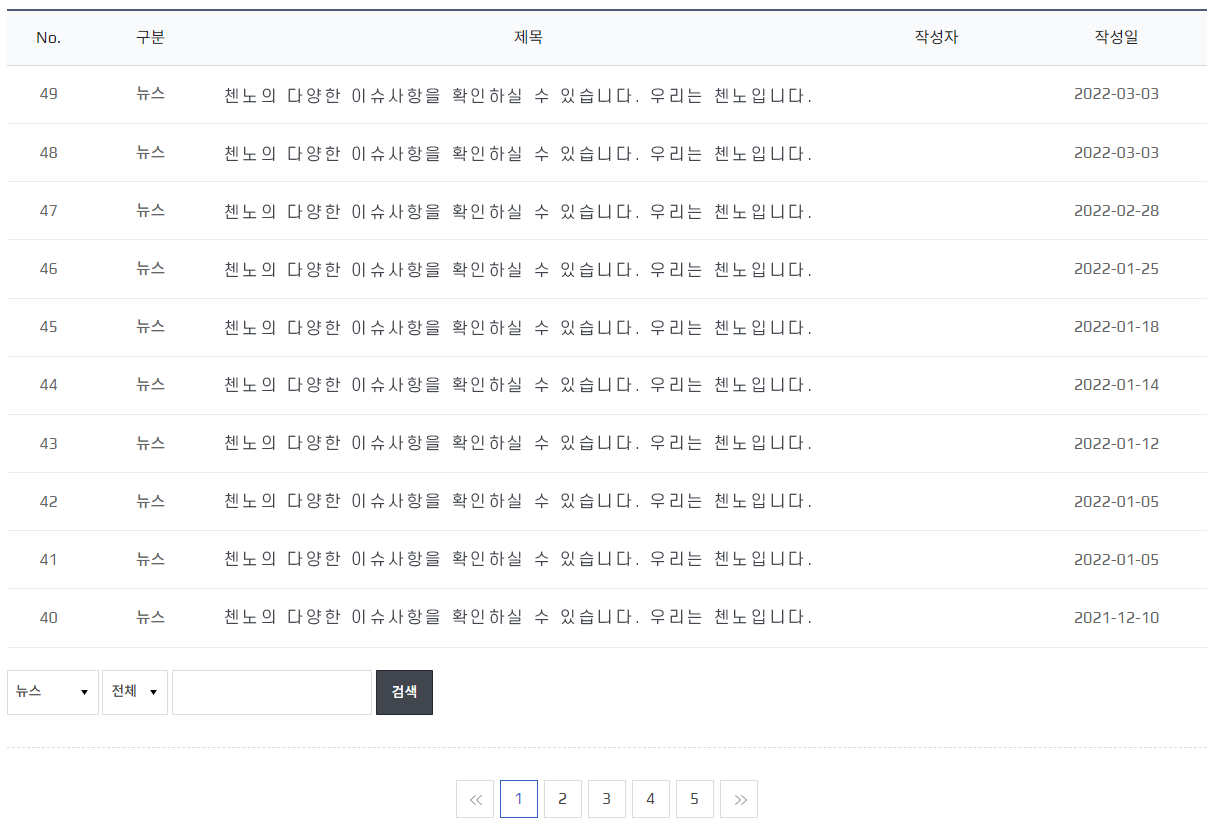 No. 구분 제목 작성자 작성일
49 뉴스 첸노의 다양한 이슈사항을 확인하실 수 있습니다. 우리는 첸노입니다. 2022-03-03
48 뉴스 첸노의 다양한 이슈사항을 확인하실 수 있습니다. 우리는 첸노입니다. 2022-03-03
47 뉴스 첸노의 다양한 이슈사항을 확인하실 수 있습니다. 우리는 첸노입니다. 2022-02-28
46 뉴스 첸노의 다양한 이슈사항을 확인하실 수 있습니다. 우리는 첸노입니다. 2022-01-25
45 뉴스 첸노의 다양한 이슈사항을 확인하실 수 있습니다. 우리는 첸노입니다. 2022-01-18
44 뉴스 첸노의 다양한 이슈사항을 확인하실 수 있습니다. 우리는 첸노입니다. 2022-01-14
43 뉴스 첸노의 다양한 이슈사항을 확인하실 수 있습니다. 우리는 첸노입니다. 2022-01-12
42 뉴스 첸노의 다양한 이슈사항을 확인하실 수 있습니다. 우리는 첸노입니다. 2022-01-05
41 뉴스 첸노의 다양한 이슈사항을 확인하실 수 있습니다. 우리는 첸노입니다. 2022-01-05
40 뉴스 첸노의 다양한 이슈사항을 확인하실 수 있습니다. 우리는 첸노입니다. 2021-12-10
뉴스 전체 검색
1 2 3 4 5